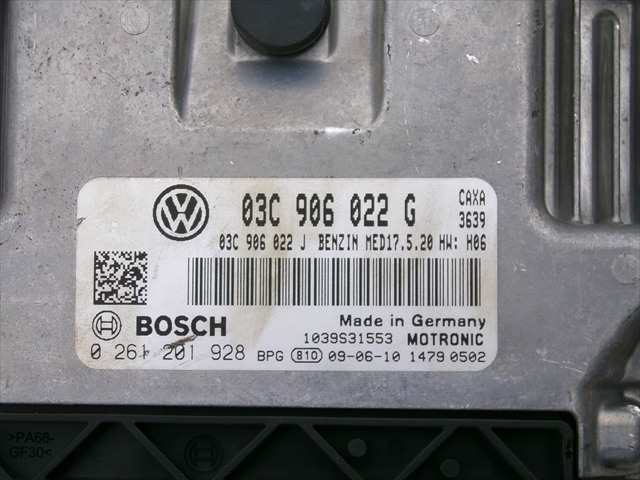 VW 03C 906 022 G CAXA
3639
03C 906 022 J BENZIN MED17.5.20 HW: H06
BOSCH Made in Germany
1039S31553 MOTRONIC
0 261 201 928 BPG 810 09-06-10 1479 0502
>PA66-
GF30<